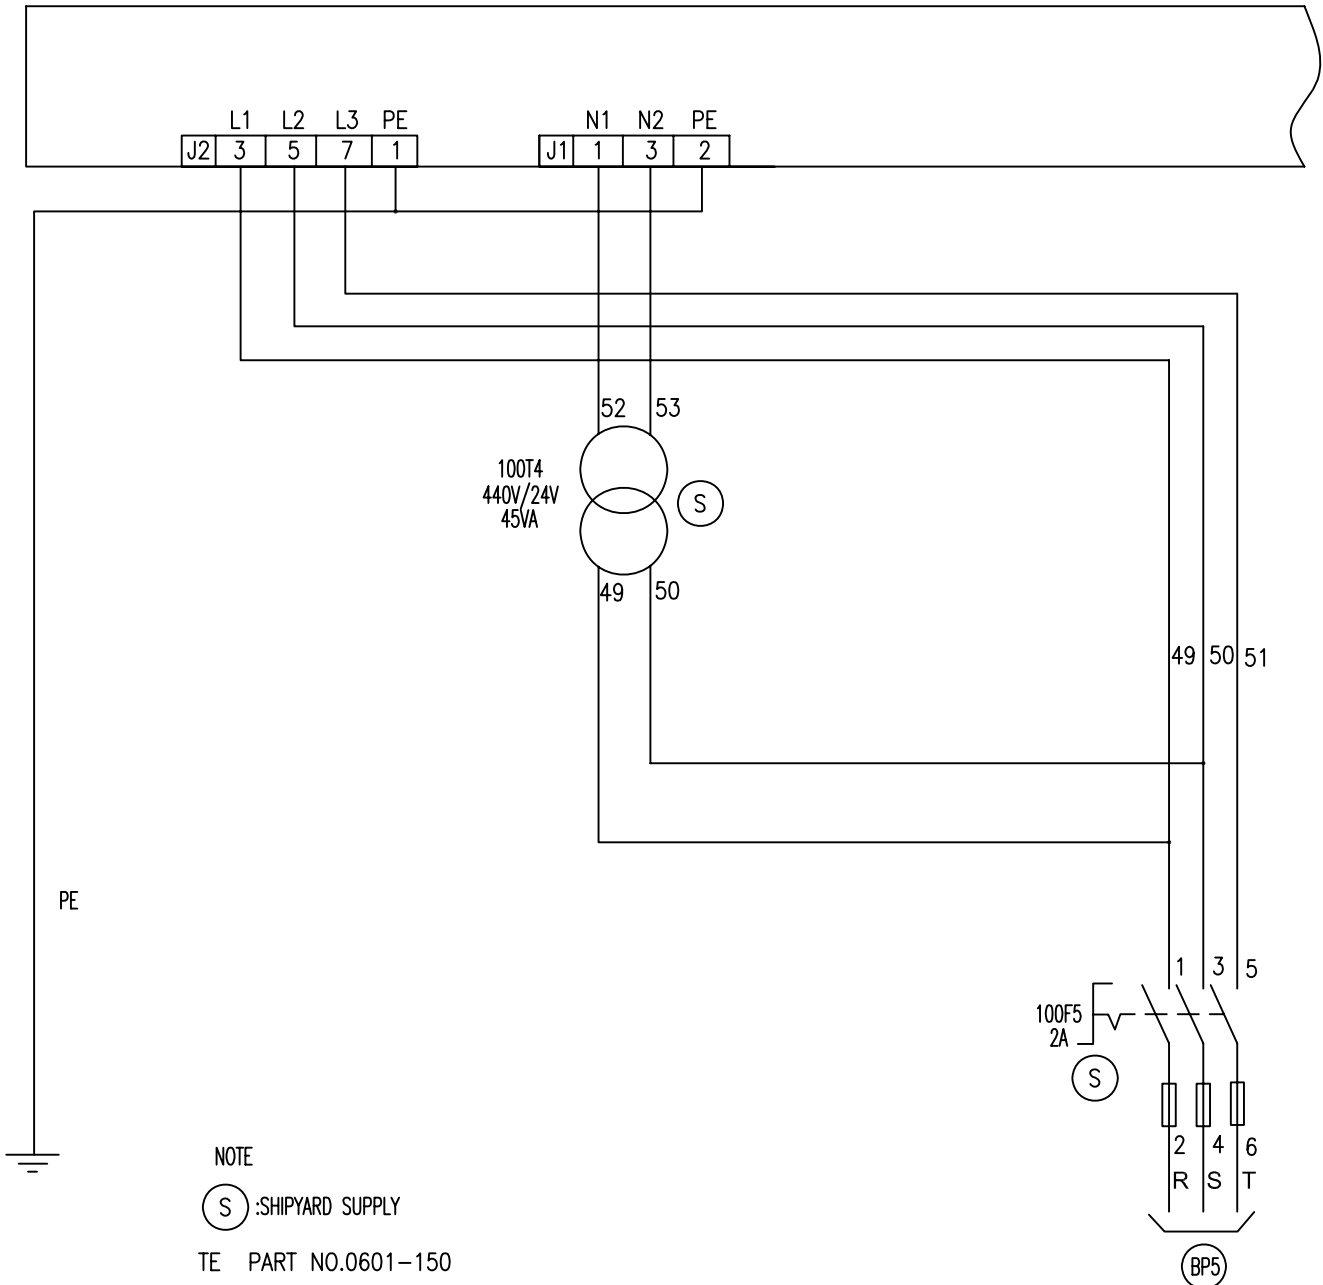 L1 L2 L3 PE N1 N2 PE
J2 3 5 7 1 J1 1 3 2
52 53
100T4
440V/24V
45VA
S
49 50
49 50 51
PE
1 3 5
100F5
2A
S
2 4 6
R S T
BP5
NOTE
S :SHIPYARD SUPPLY
TE PART NO.0601-150